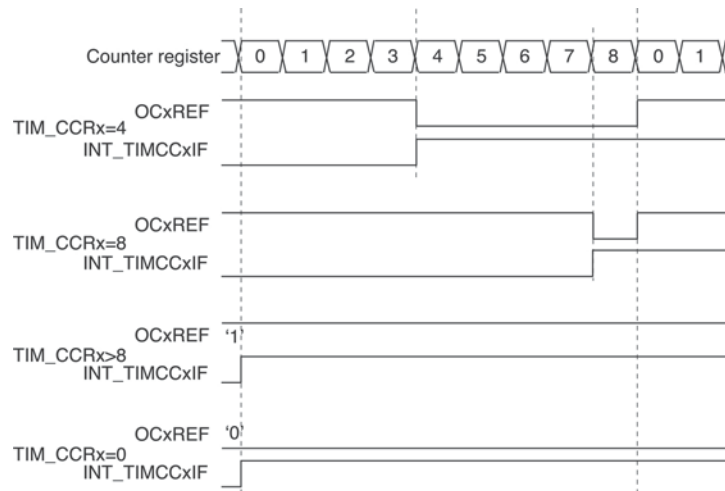 Counter register 0 1 2 3 4 5 6 7 8 0 1
OCxREF
TIM_CCRx=4
INT_TIMCCxIF
OCxREF
TIM_CCRx=8
INT_TIMCCxIF
OCxREF '1'
TIM_CCRx>8
INT_TIMCCxIF
OCxREF '0'
TIM_CCRx=0
INT_TIMCCxIF